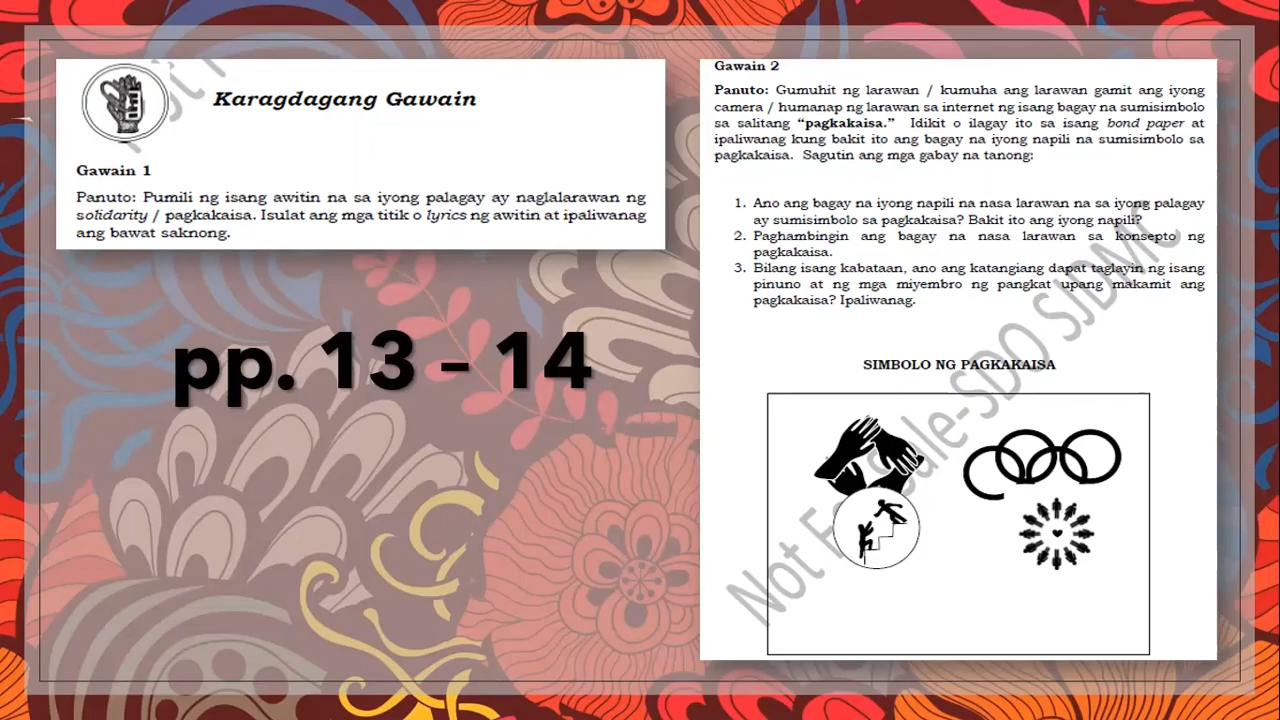 Karagdagang Gawain
Gawain 1
Panuto: Pumili ng isang awitin na sa iyong palagay ay naglalarawan ng
solidarity / pagkakaisa. Isulat ang mga titik o lyrics ng awitin at ipaliwanag
ang bawat saknong.
pp. 13 - 14
Gawain 2
Panuto: Gumuhit ng larawan / kumuha ang larawan gamit ang iyong
camera / humanap ng larawan sa internet ng isang bagay na sumisimbolo
sa salitang “pagkakaisa.” Idikit o ilagay ito sa isang bond paper at
ipaliwanag kung bakit ito ang bagay na iyong napili na sumisimbolo sa
pagkakaisa. Sagutin ang mga gabay na tanong:
1. Ano ang bagay na iyong napili na nasa larawan na sa iyong palagay
ay sumisimbolo sa pagkakaisa? Bakit ito ang iyong napili?
2. Paghambingin ang bagay na nasa larawan sa konsepto ng
pagkakaisa.
3. Bilang isang kabataan, ano ang katangiang dapat taglayin ng isang
pinuno at ng mga miyembro ng pangkat upang makamit ang
pagkakaisa? Ipaliwanag.
SIMBOLO NG PAGKAKAISA